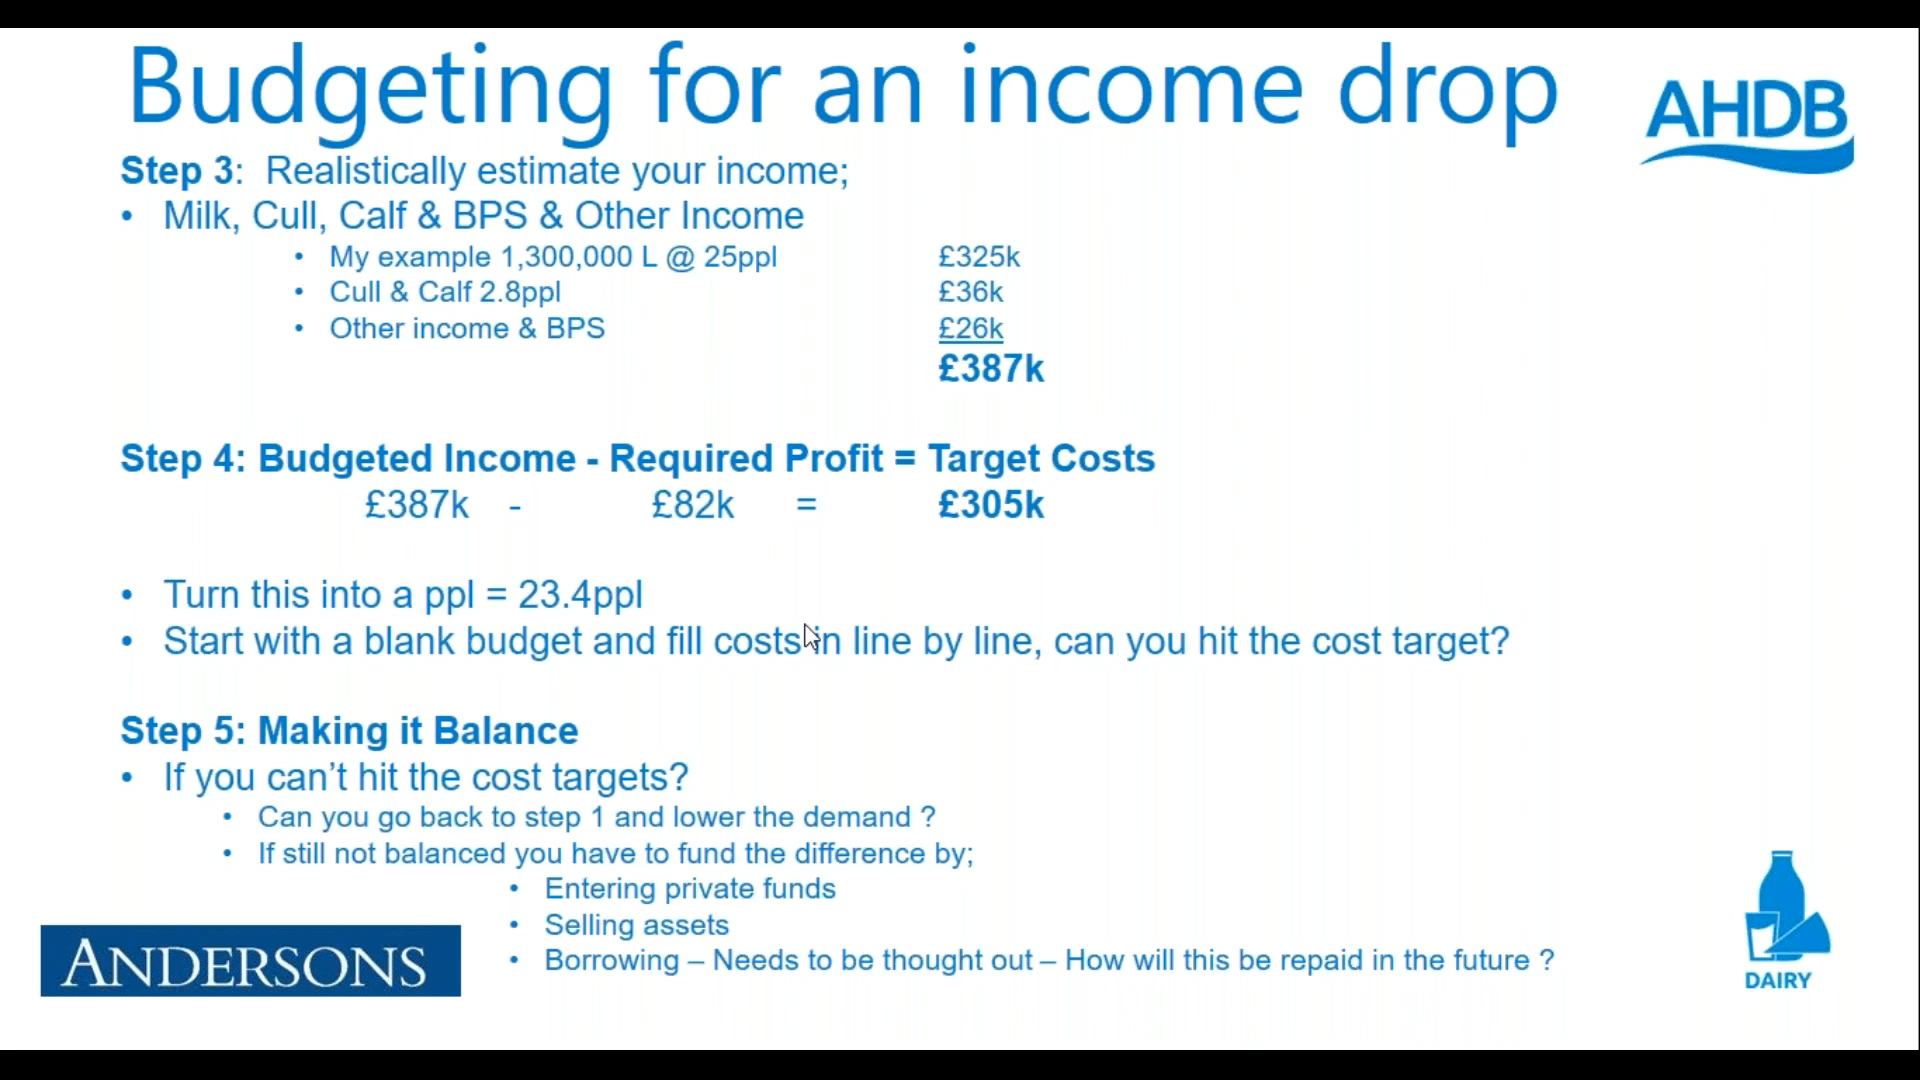 Budgeting for an income drop
AHDB
Step 3:  Realistically estimate your income;
• Milk, Cull, Calf & BPS & Other Income
• My example 1,300,000 L @ 25ppl £325k
• Cull & Calf 2.8ppl £36k
• Other income & BPS £26k
£387k
Step 4: Budgeted Income - Required Profit = Target Costs
£387k - £82k = £305k
• Turn this into a ppl = 23.4ppl
• Start with a blank budget and fill costs in line by line, can you hit the cost target?
Step 5: Making it Balance
• If you can’t hit the cost targets?
• Can you go back to step 1 and lower the demand ?
• If still not balanced you have to fund the difference by;
• Entering private funds
• Selling assets
• Borrowing – Needs to be thought out – How will this be repaid in the future ?
ANDERSONS
DAIRY